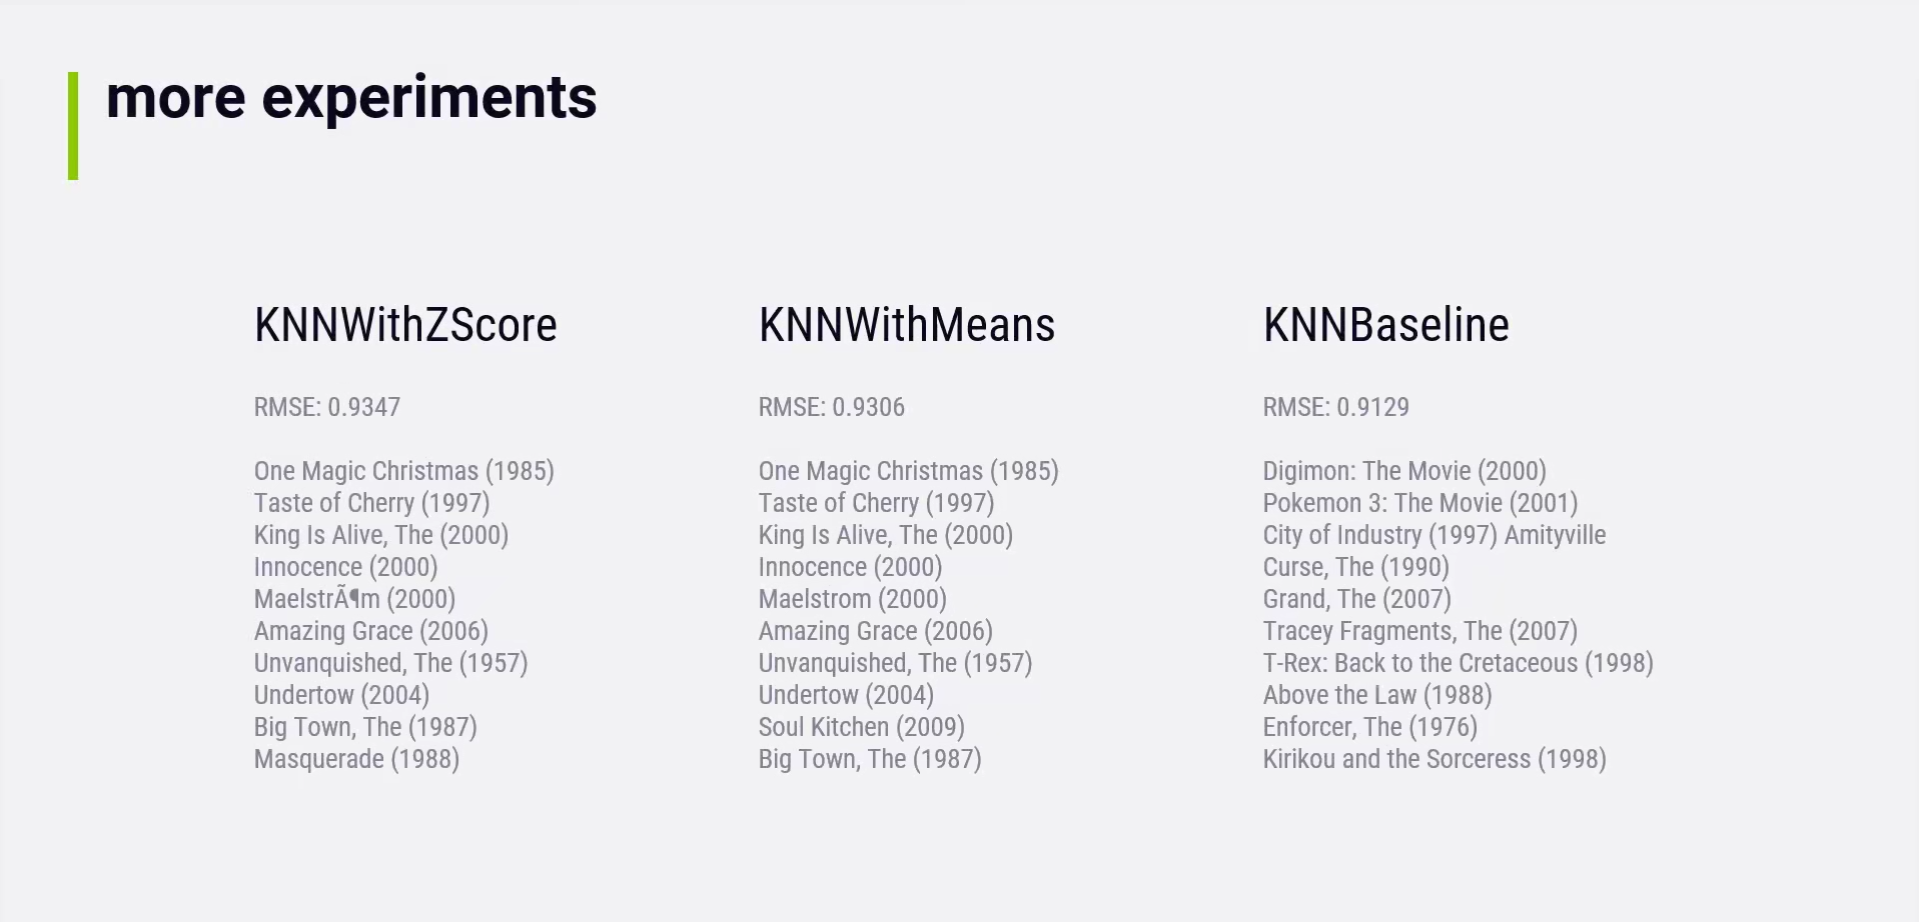 more experiments
KNNWithZScore
RMSE: 0.9347
One Magic Christmas (1985)
Taste of Cherry (1997)
King Is Alive, The (2000)
Innocence (2000)
MaelstrÃ¶m (2000)
Amazing Grace (2006)
Unvanquished, The (1957)
Undertow (2004)
Big Town, The (1987)
Masquerade (1988)
KNNWithMeans
RMSE: 0.9306
One Magic Christmas (1985)
Taste of Cherry (1997)
King Is Alive, The (2000)
Innocence (2000)
Maelstrom (2000)
Amazing Grace (2006)
Unvanquished, The (1957)
Undertow (2004)
Soul Kitchen (2009)
Big Town, The (1987)
KNNBaseline
RMSE: 0.9129
Digimon: The Movie (2000)
Pokemon 3: The Movie (2001)
City of Industry (1997) Amityville
Curse, The (1990)
Grand, The (2007)
Tracey Fragments, The (2007)
T-Rex: Back to the Cretaceous (1998)
Above the Law (1988)
Enforcer, The (1976)
Kirikou and the Sorceress (1998)